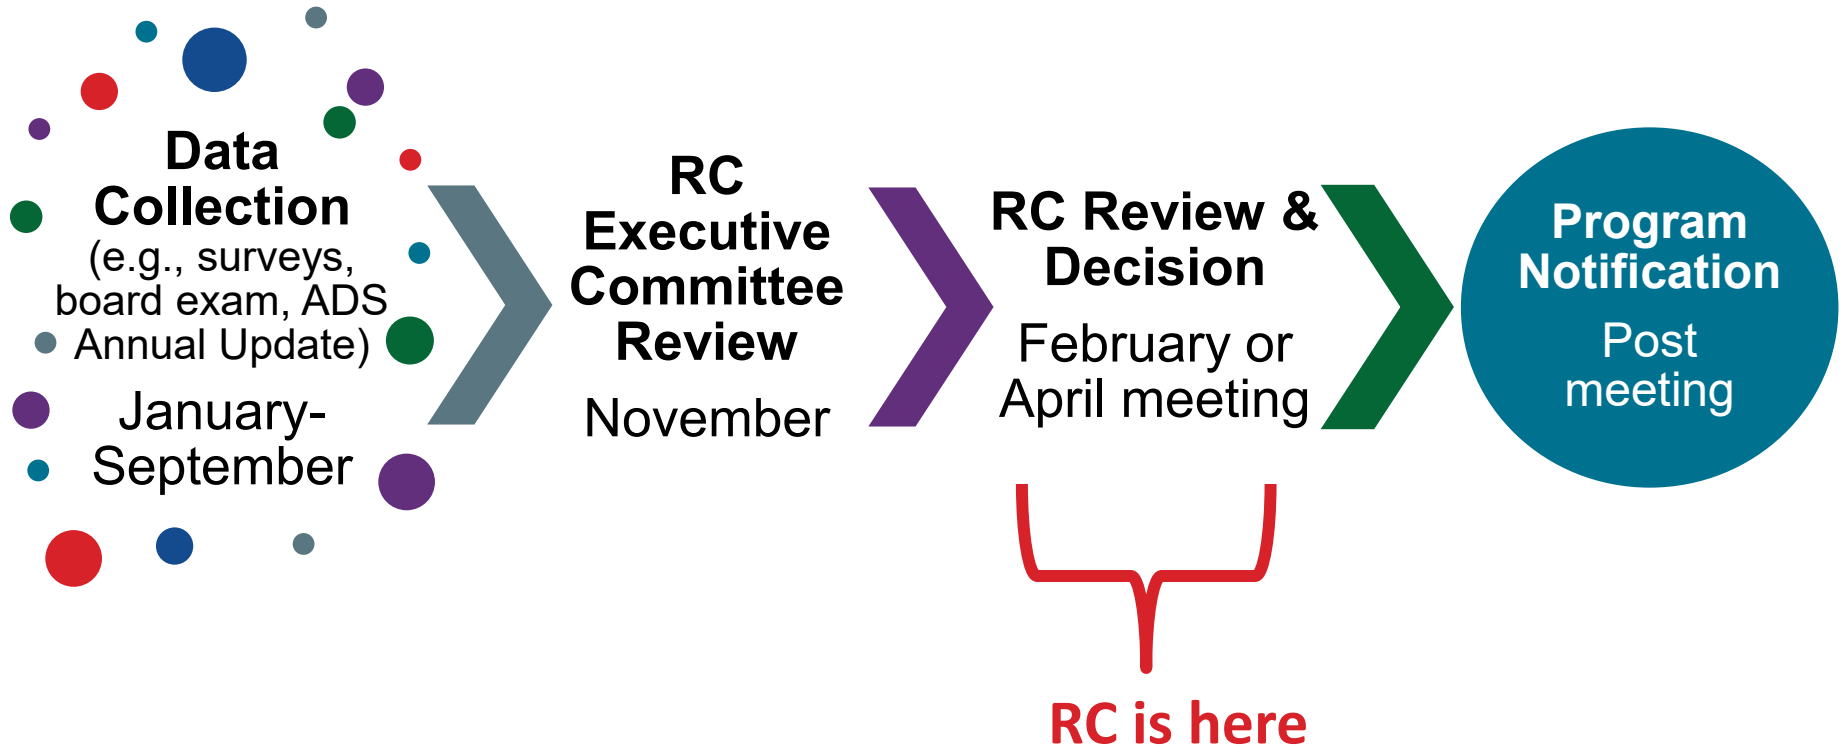 Data
Collection
(e.g., surveys,
board exam, ADS
Annual Update)
January-
September
RC
Executive
Committee
Review
November
RC Review &
Decision
February or
April meeting
Program
Notification
Post
meeting
RC is here